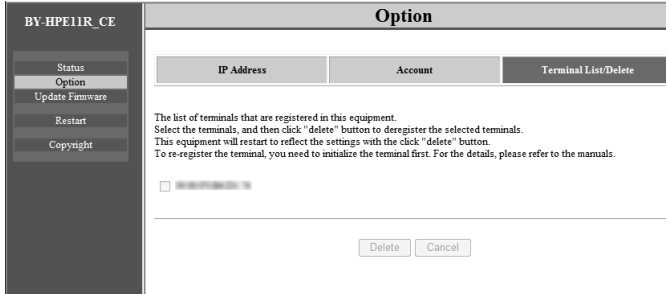 BY-HPE11R_CE
Option
Status
Option
Update Firmware
Restart
Copyright
IP Address
Account
Terminal List/Delete
The list of terminals that are registered in this equipment.
Select the terminals, and then click "delete" button to deregister the selected terminals.
This equipment will restart to reflect the settings with the click "delete" button.
To re-register the terminal, you need to initialize the terminal first. For the details, please refer to the manuals.
Delete
Cancel